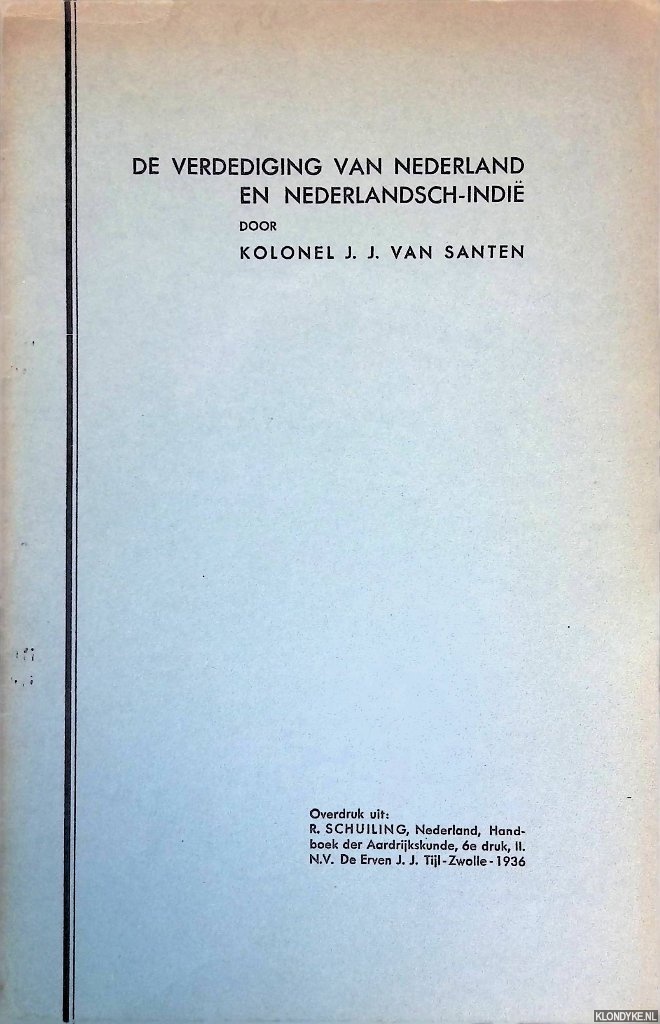 DE VERDEDIGING VAN NEDERLAND
EN NEDERLANDSCH-INDIË
DOOR
KOLONEL J. J. VAN SANTEN
Overdruk uit:
R. SCHUILING, Nederland, Hand-
boek der Aardrijkskunde, 6e druk, II.
N.V. De Erven J. J. Tijl-Zwolle-1936
KLONDYKE.NL